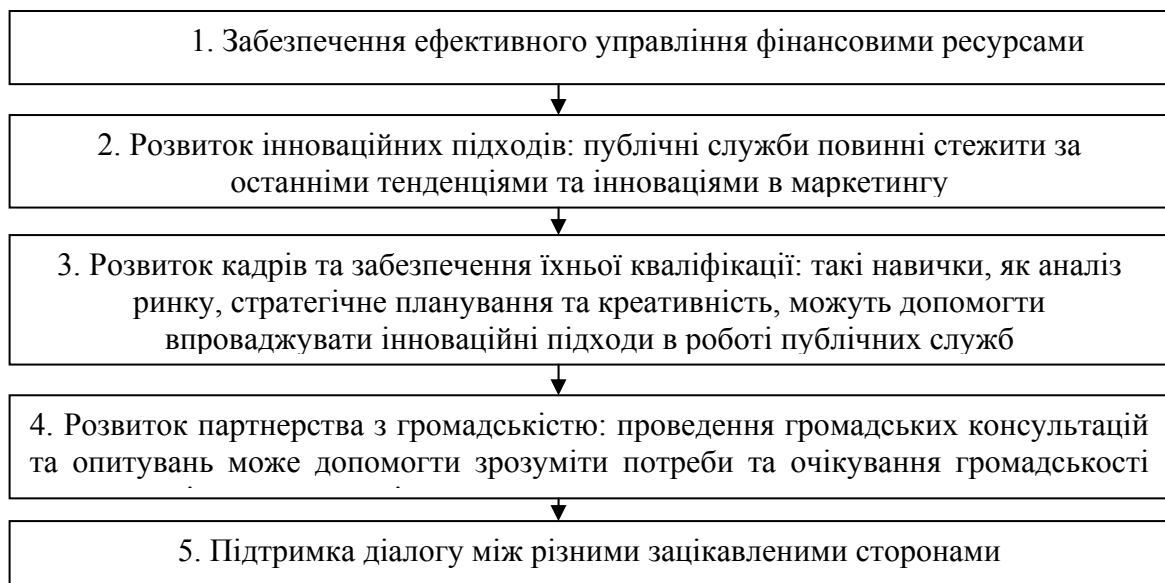 1. Забезпечення ефективного управління фінансовими ресурсами
2. Розвиток інноваційних підходів: публічні служби повинні стежити за
останніми тенденціями та інноваціями в маркетингу
3. Розвиток кадрів та забезпечення їхньої кваліфікації: такі навички, як аналіз
ринку, стратегічне планування та креативність, можуть допомогти
впроваджувати інноваційні підходи в роботі публічних служб
4. Розвиток партнерства з громадськістю: проведення громадських консультацій
та опитувань може допомогти зрозуміти потреби та очікування громадськості
5. Підтримка діалогу між різними зацікавленими сторонами